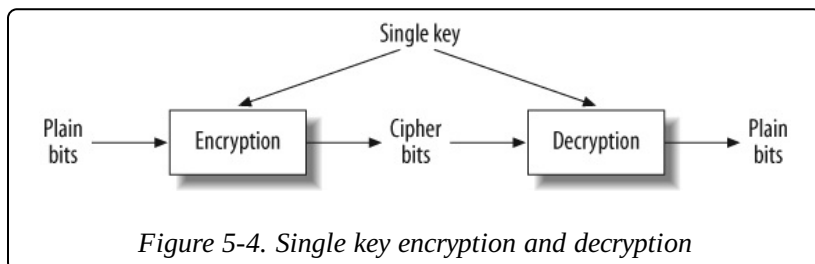 Single key
Plain
bits
Encryption
Cipher
bits
Decryption
Plain
bits
Figure 5-4. Single key encryption and decryption